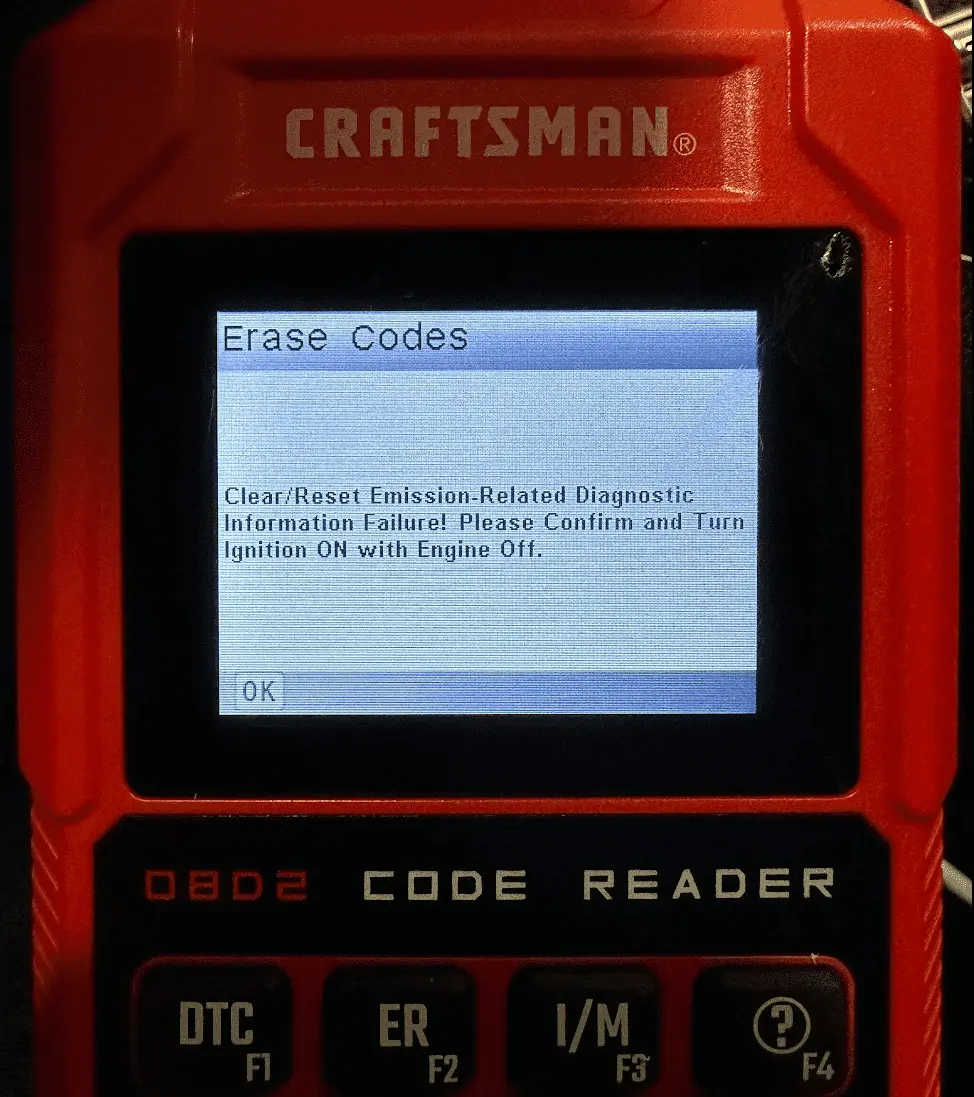 CRAFTSMAN®
Erase Codes
Clear/Reset Emission-Related Diagnostic
Information Failure! Please Confirm and Turn
Ignition ON with Engine Off.
OK
OBD2 CODE READER
DTC F1 ER F2 I/M F3 ? F4